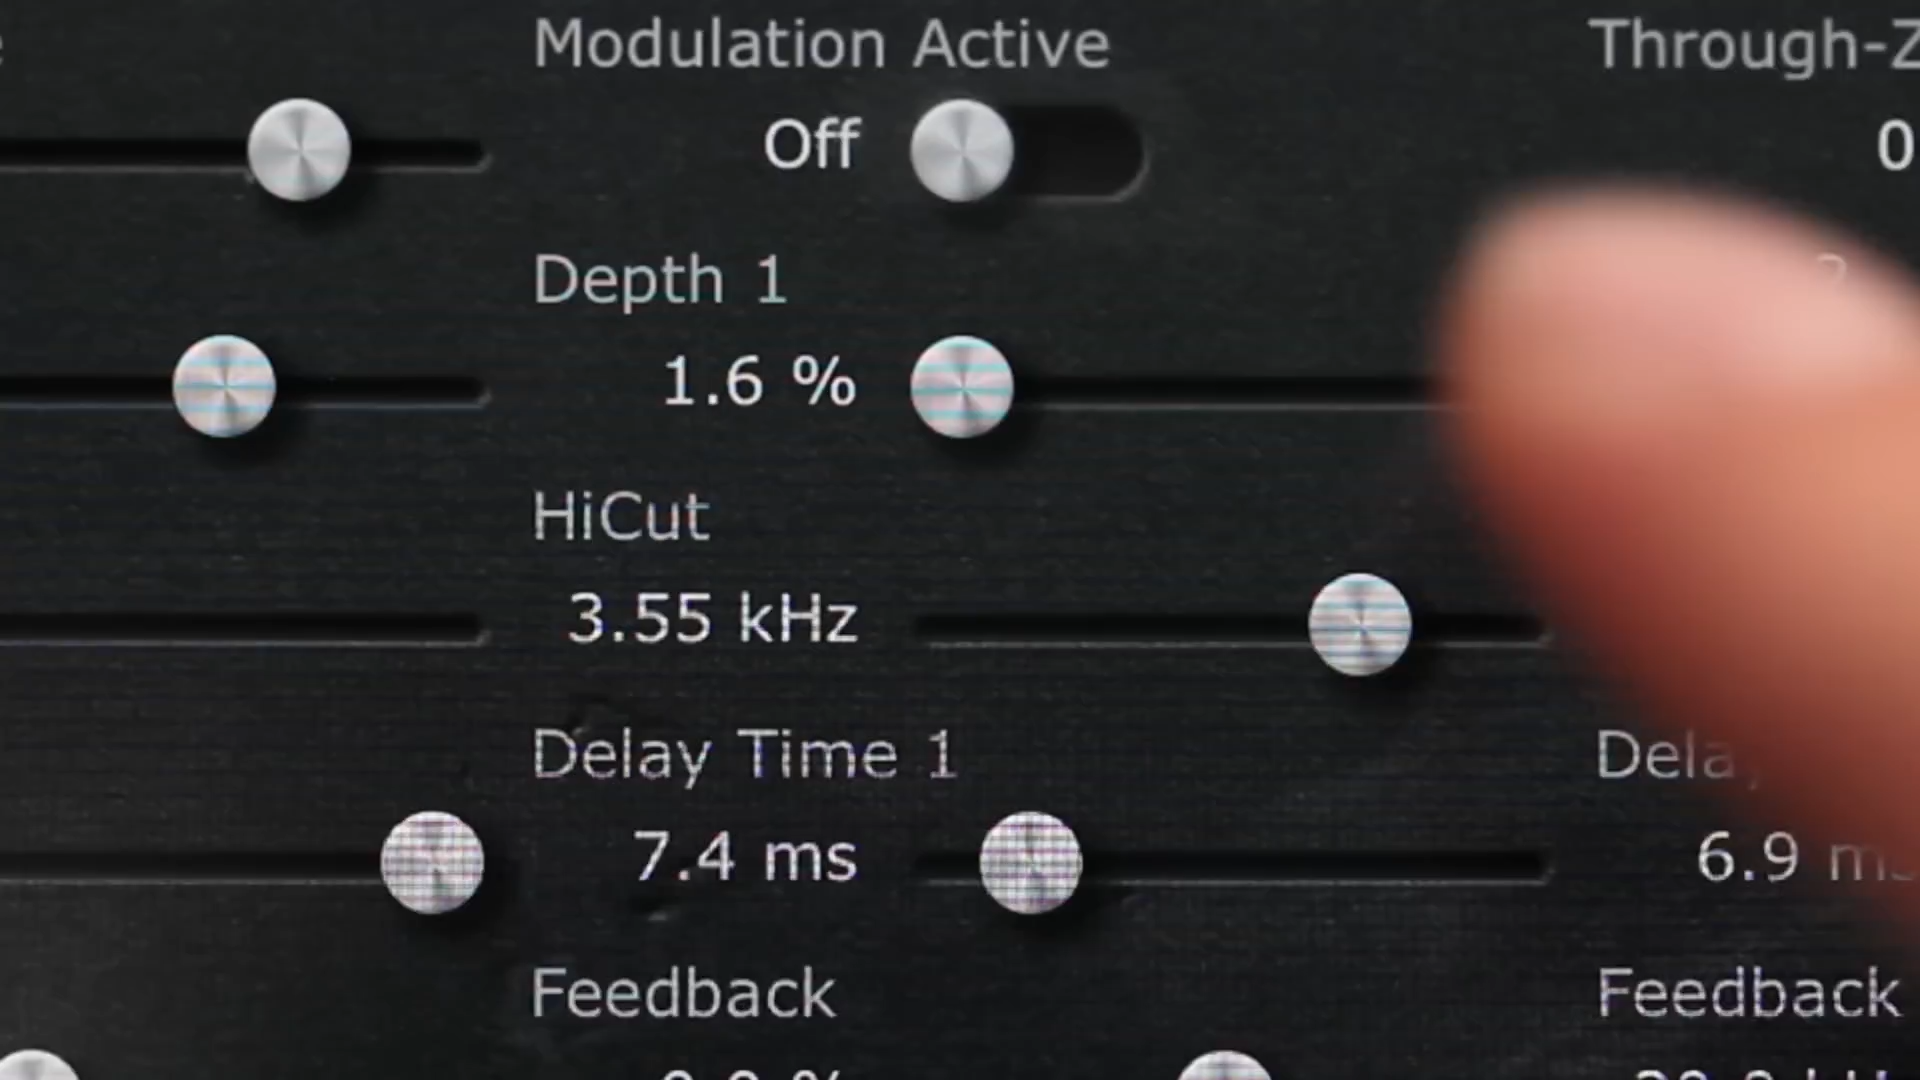 Modulation Active
Through-Z
Off
0
Depth 1
1.6 %
HiCut
3.55 kHz
Delay Time 1
Dela
7.4 ms
6.9 m
Feedback
Feedback